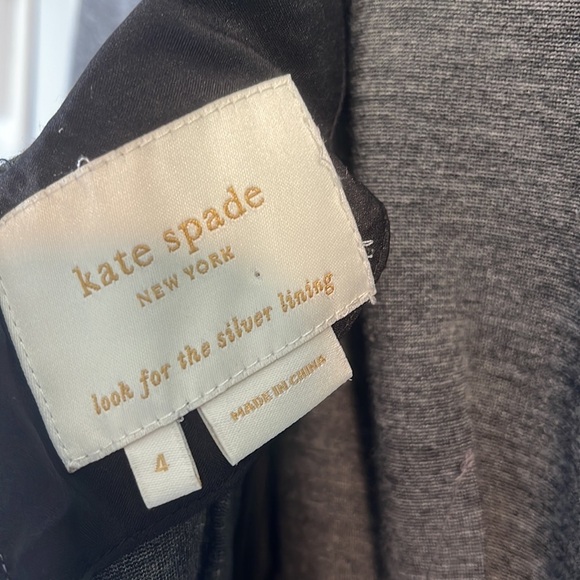 kate spade
NEW YORK
look for the silver lining
MADE IN CHINA
4